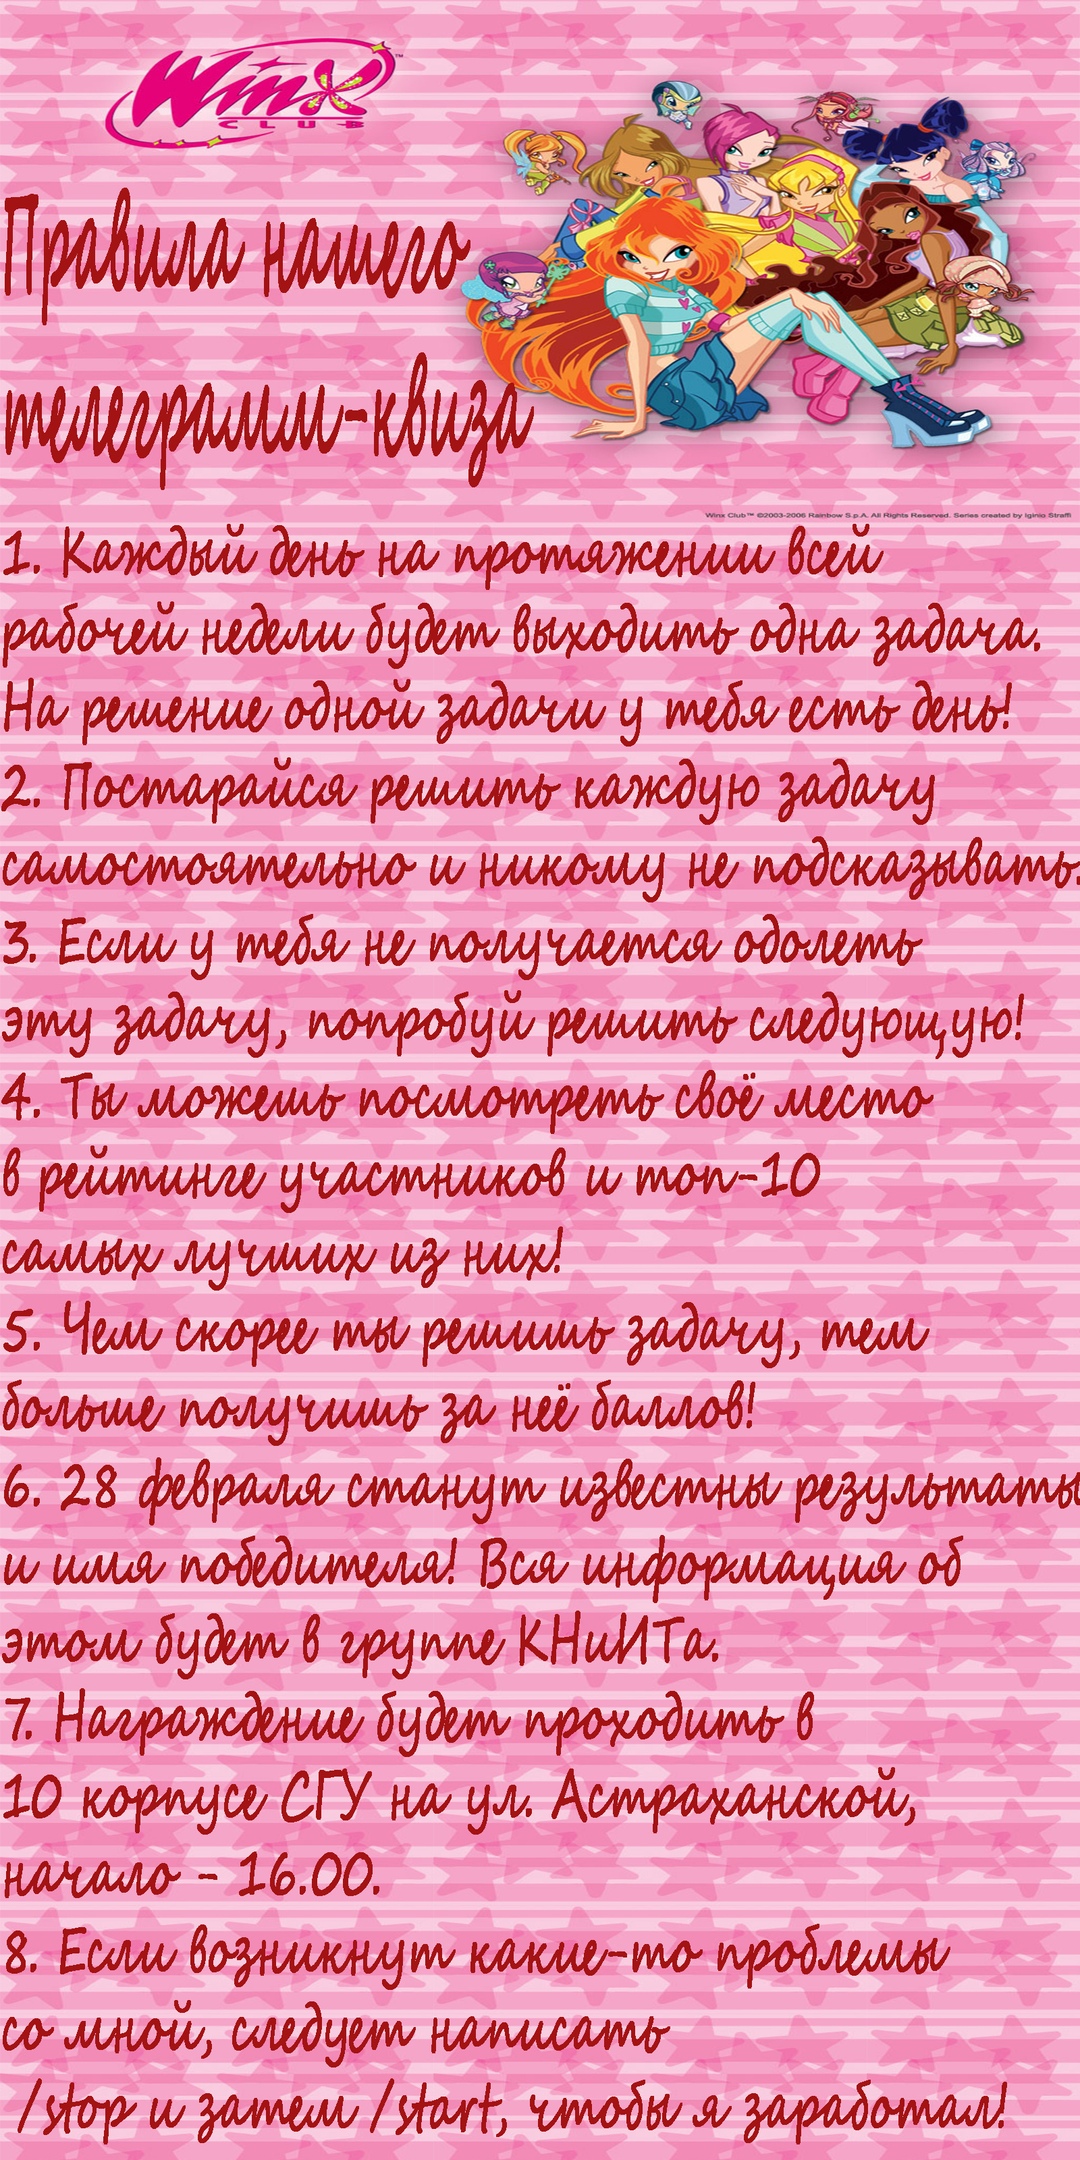 Winx™
CLUB
Правила нашего
телеграмм-квиза
Winx Club™ ©2003-2006 Rainbow S.p.A. All Rights Reserved. Series created by Iginio Straffi
1. Каждый день на протяжении всей
рабочей недели будет выходить одна задача.
На решение одной задачи у тебя есть день!
2. Постарайся решить каждую задачу
самостоятельно и никому не подсказывать.
3. Если у тебя не получается одолеть
эту задачу, попробуй решить следующую!
4. Ты можешь посмотреть своё место
в рейтинге участников и топ-10
самых лучших из них!
5. Чем скорее ты решишь задачу, тем
больше получишь за неё баллов!
6. 28 февраля станут известны результаты
и имя победителя! Вся информация об
этом будет в группе КНиИТа.
7. Награждение будет проходить в
10 корпусе СГУ на ул. Астраханской,
начало - 16.00.
8. Если возникнут какие-то проблемы
со мной, следует написать
/stop и затем /start, чтобы я заработал!